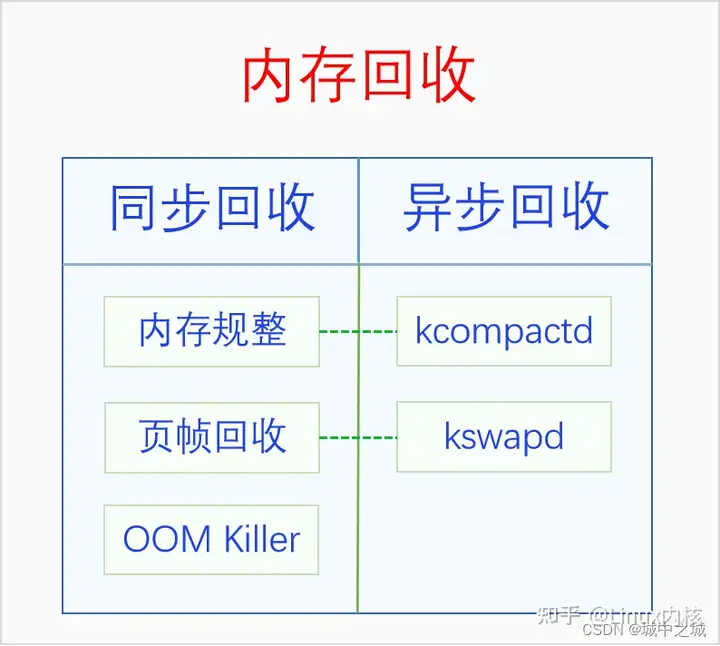 内存回收
同步回收 异步回收
内存规整 kcompactd
页帧回收 kswapd
OOM Killer
知乎 @Linux内核
CSDN @城中之城